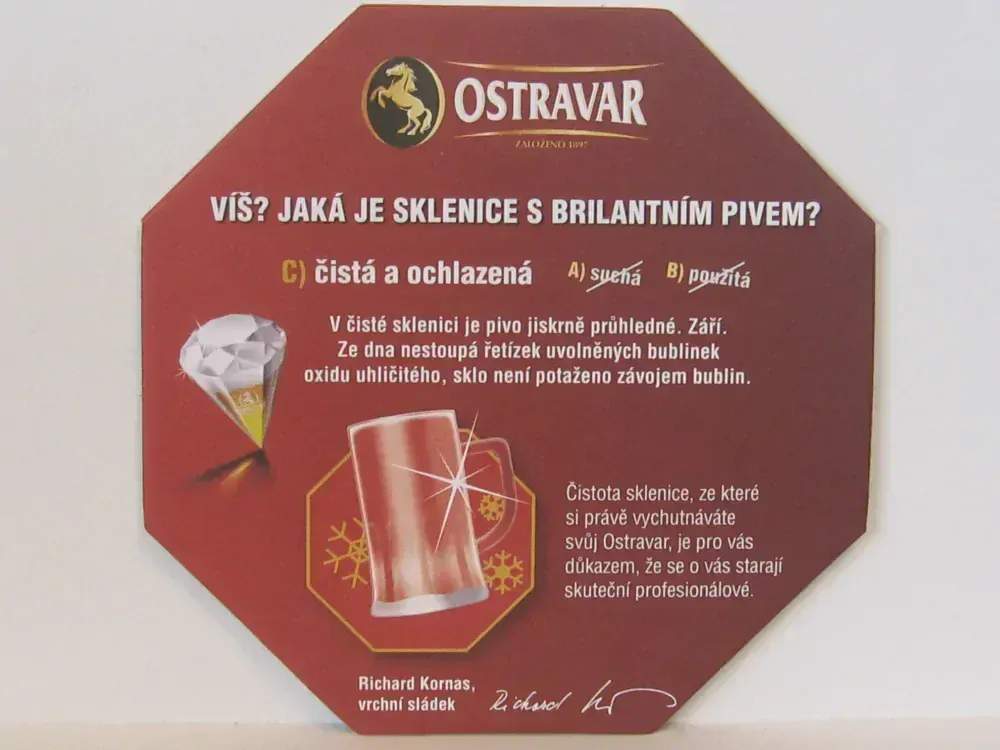 OSTRAVAR
ZALOŽENO 1897
VÍŠ? JAKÁ JE SKLENICE S BRILANTNÍM PIVEM?
C) čistá a ochlazená A) suchá B) použitá
V čisté sklenici je pivo jiskrně průhledné. Září.
Ze dna nestoupá řetízek uvolněných bublinek
oxidu uhličitého, sklo není potaženo závojem bublin.
Čistota sklenice, ze které
si právě vychutnáváte
svůj Ostravar, je pro vás
důkazem, že se o vás starají
skuteční profesionálové.
Richard Kornas,
vrchní sládek
Richard